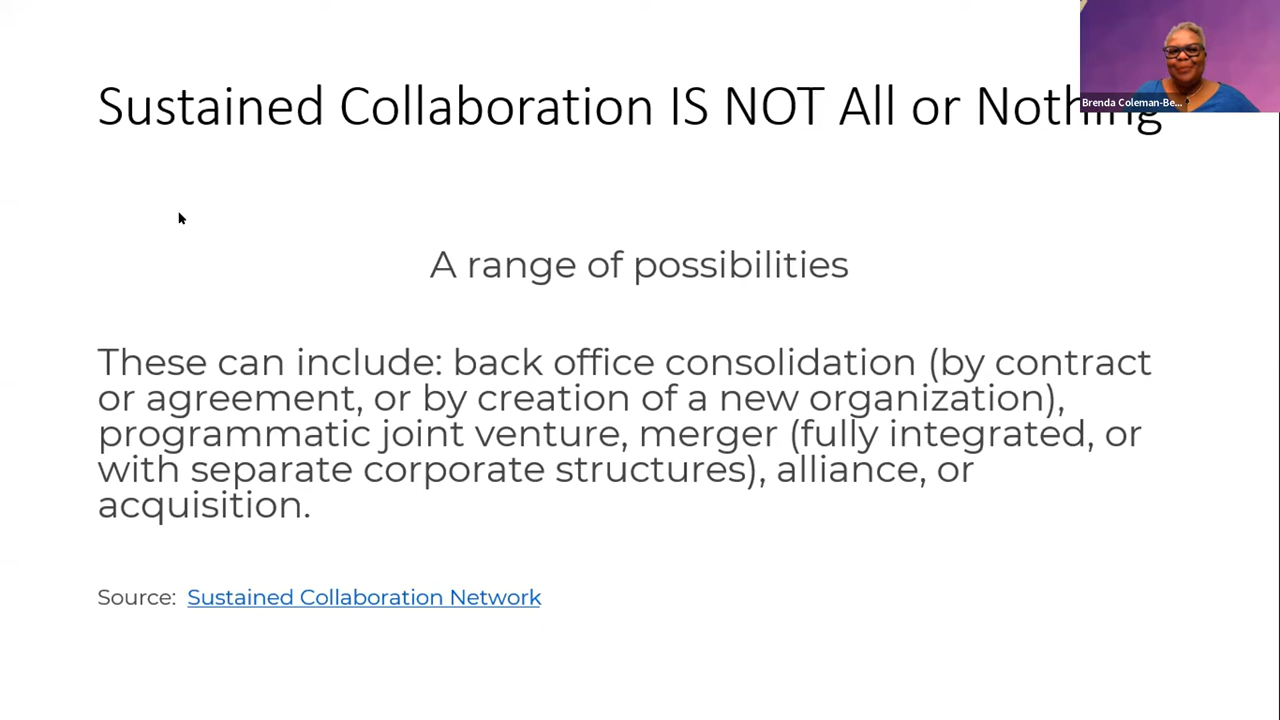 Sustained Collaboration IS NOT All or Nothing
Brenda Coleman-Be...
A range of possibilities
These can include: back office consolidation (by contract
or agreement, or by creation of a new organization),
programmatic joint venture, merger (fully integrated, or
with separate corporate structures), alliance, or
acquisition.
Source: Sustained Collaboration Network